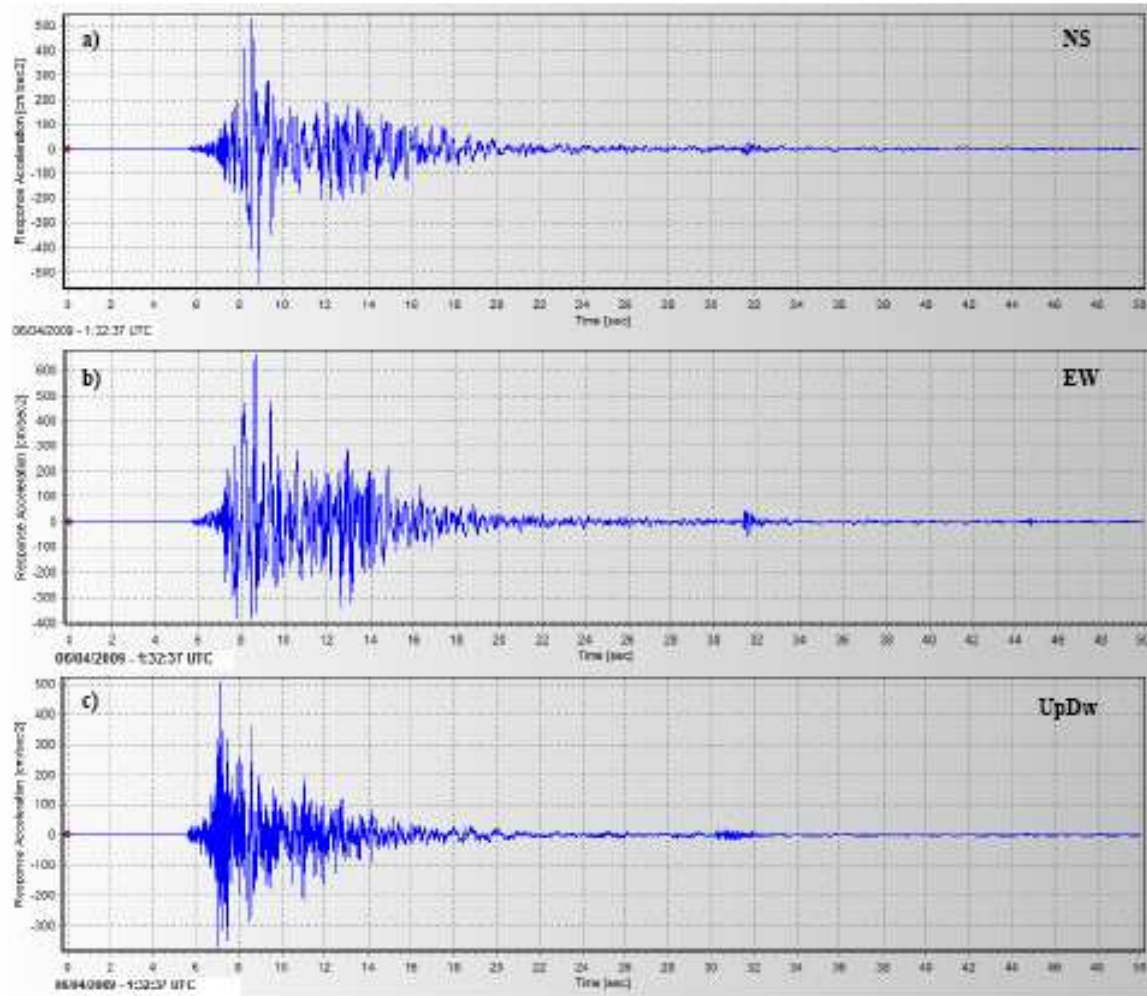 a)
NS
Response Acceleration [cm/sec2]
500
400
300
200
100
0
-100
-200
-300
-400
-500
0 2 4 6 8 10 12 14 16 18 20 22 24 26 28 30 32 34 36 38 40 42 44 46 48 50
Time [sec]
06/04/2009 - 1:32:37 UTC
b)
EW
Response Acceleration [cm/sec2]
600
500
400
300
200
100
0
-100
-200
-300
-400
0 2 4 6 8 10 12 14 16 18 20 22 24 26 28 30 32 34 36 38 40 42 44 46 48 50
Time [sec]
06/04/2009 - 1:32:37 UTC
c)
UpDw
Response Acceleration [cm/sec2]
500
400
300
200
100
0
-100
-200
-300
0 2 4 6 8 10 12 14 16 18 20 22 24 26 28 30 32 34 36 38 40 42 44 46 48 50
Time [sec]
06/04/2009 - 1:32:37 UTC